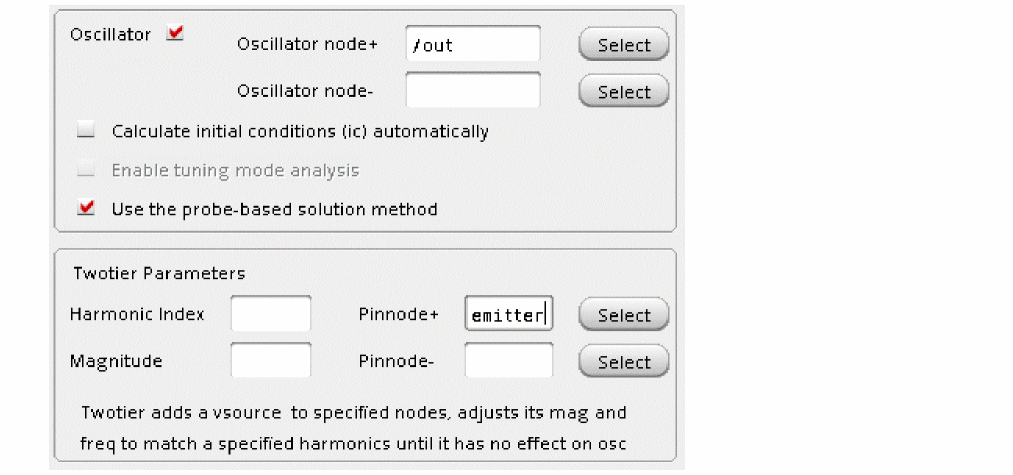 Oscillator Oscillator node+ /out Select
Oscillator node- Select
Calculate initial conditions (ic) automatically
Enable tuning mode analysis
Use the probe-based solution method
Twotier Parameters
Harmonic Index Pinnode+ emitter Select
Magnitude Pinnode- Select
Twotier adds a vsource to specified nodes, adjusts its mag and
freq to match a specified harmonics until it has no effect on osc